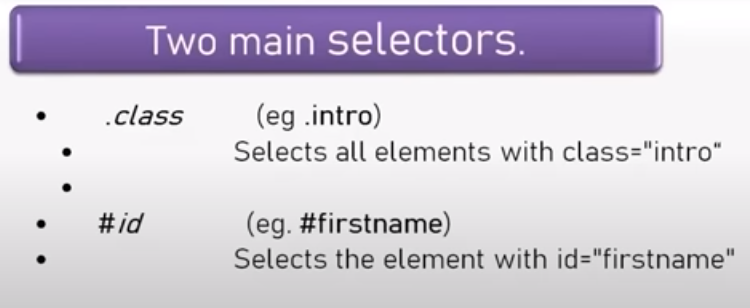 Two main selectors.
• .class (eg .intro)
• Selects all elements with class="intro"
•
• #id (eg. #firstname)
• Selects the element with id="firstname"